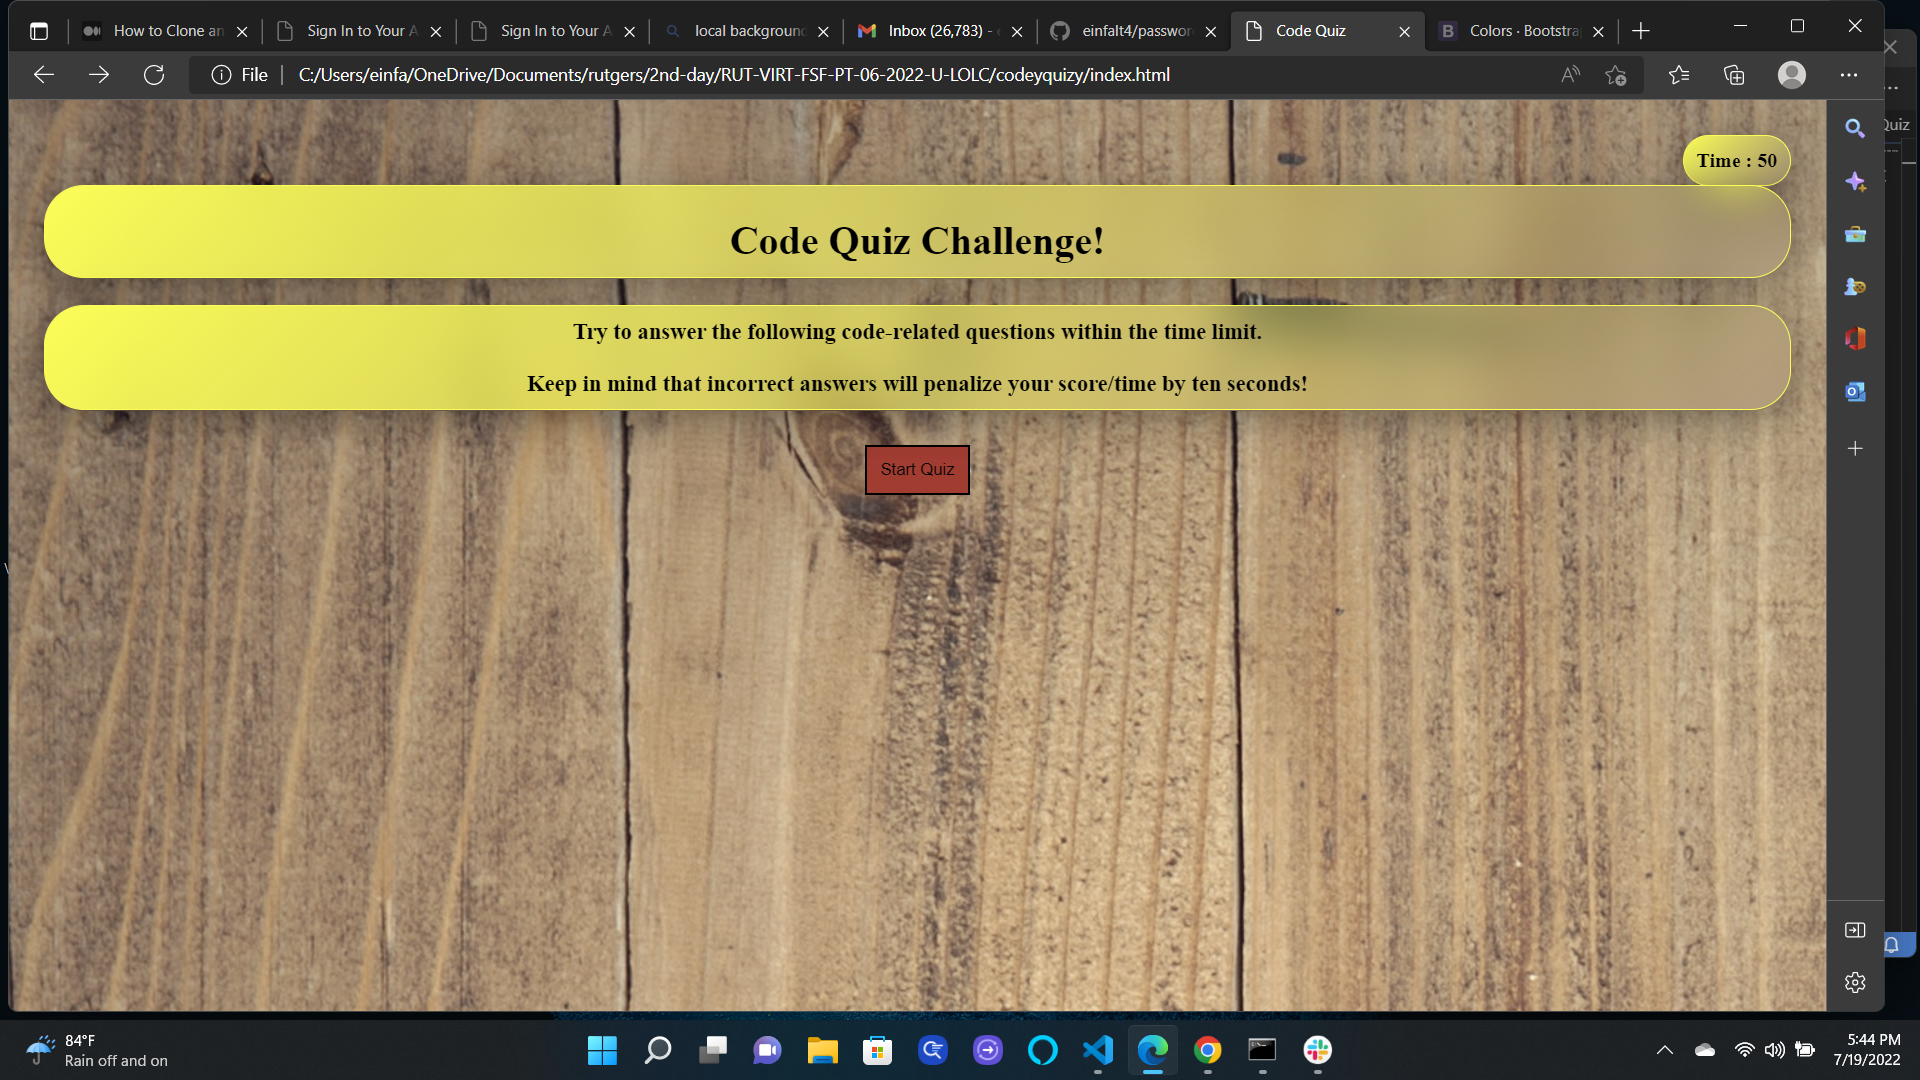 How to Clone an
Sign In to Your A
Sign In to Your A
local background
Inbox (26,783) - e
einfalt4/password
Code Quiz
Colors · Bootstra
File
C:/Users/einfa/OneDrive/Documents/rutgers/2nd-day/RUT-VIRT-FSF-PT-06-2022-U-LOLC/codeyquizy/index.html
Quiz
Time : 50
Code Quiz Challenge!
Try to answer the following code-related questions within the time limit.
Keep in mind that incorrect answers will penalize your score/time by ten seconds!
Start Quiz
84°F
Rain off and on
5:44 PM
7/19/2022